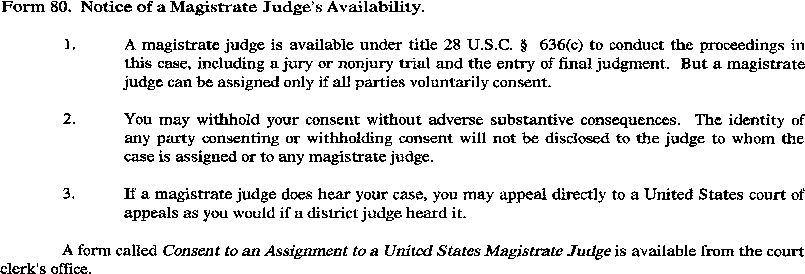 Form 80. Notice of a Magistrate Judge's Availability.
1. A magistrate judge is available under title 28 U.S.C. § 636(c) to conduct the proceedings in
this case, including a jury or nonjury trial and the entry of final judgment. But a magistrate
judge can be assigned only if all parties voluntarily consent.
2. You may withhold your consent without adverse substantive consequences. The identity of
any party consenting or withholding consent will not be disclosed to the judge to whom the
case is assigned or to any magistrate judge.
3. If a magistrate judge does hear your case, you may appeal directly to a United States court of
appeals as you would if a district judge heard it.
A form called Consent to an Assignment to a United States Magistrate Judge is available from the court
clerk's office.